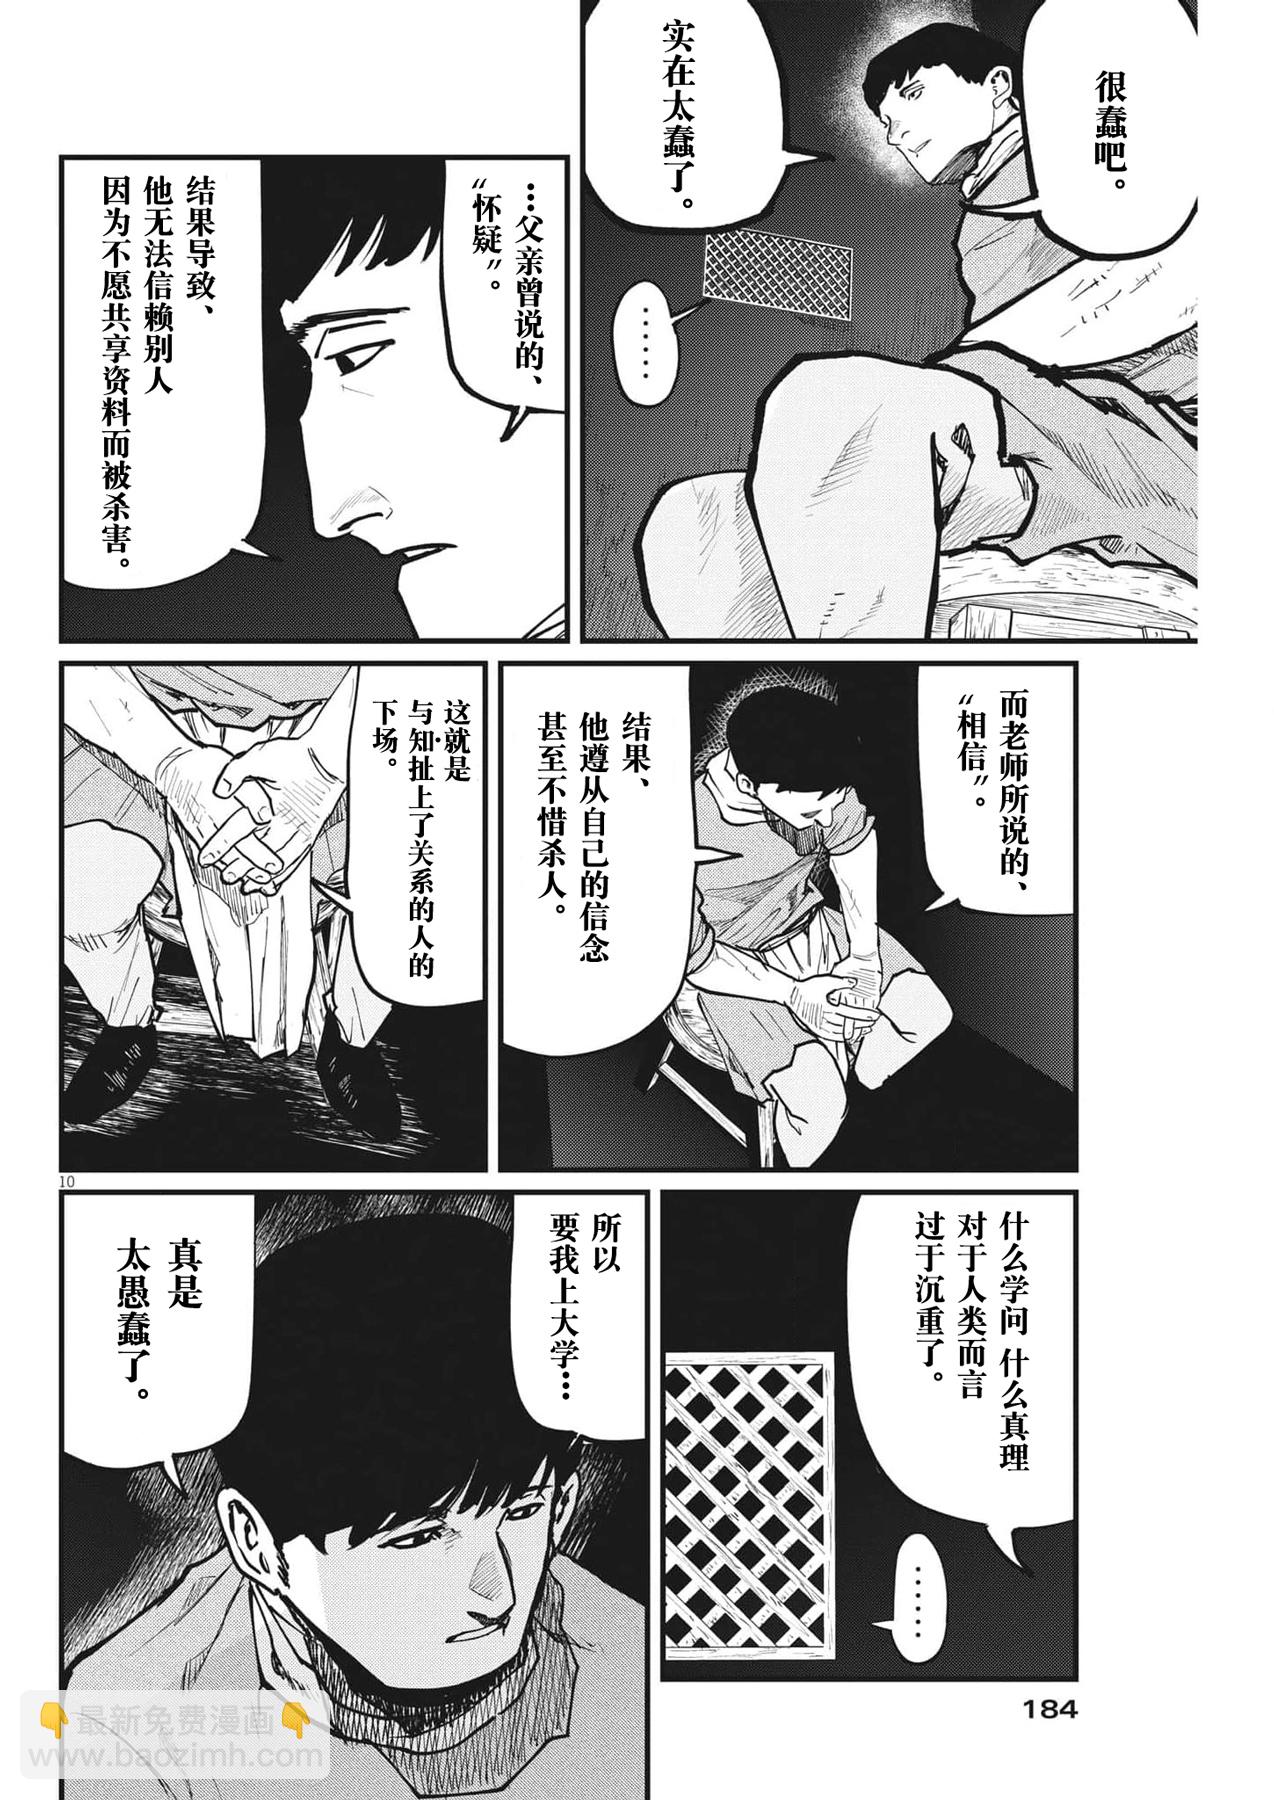 很蠢吧。
实在太蠢了。
……
…父亲曾说的、
“怀疑”。
结果导致、
他无法信赖别人
因为不愿共享资料而被杀害。
而老师所说的、
“相信”。
结果、
他遵从自己的信念
甚至不惜杀人。
这就是
与知扯上了关系的人的
下场。
什么学问 什么真理
对于人类而言
过于沉重了。
……
所以
要我上大学…
真是
太愚蠢了。
10
184
最新免费漫画
www.baozimh.com